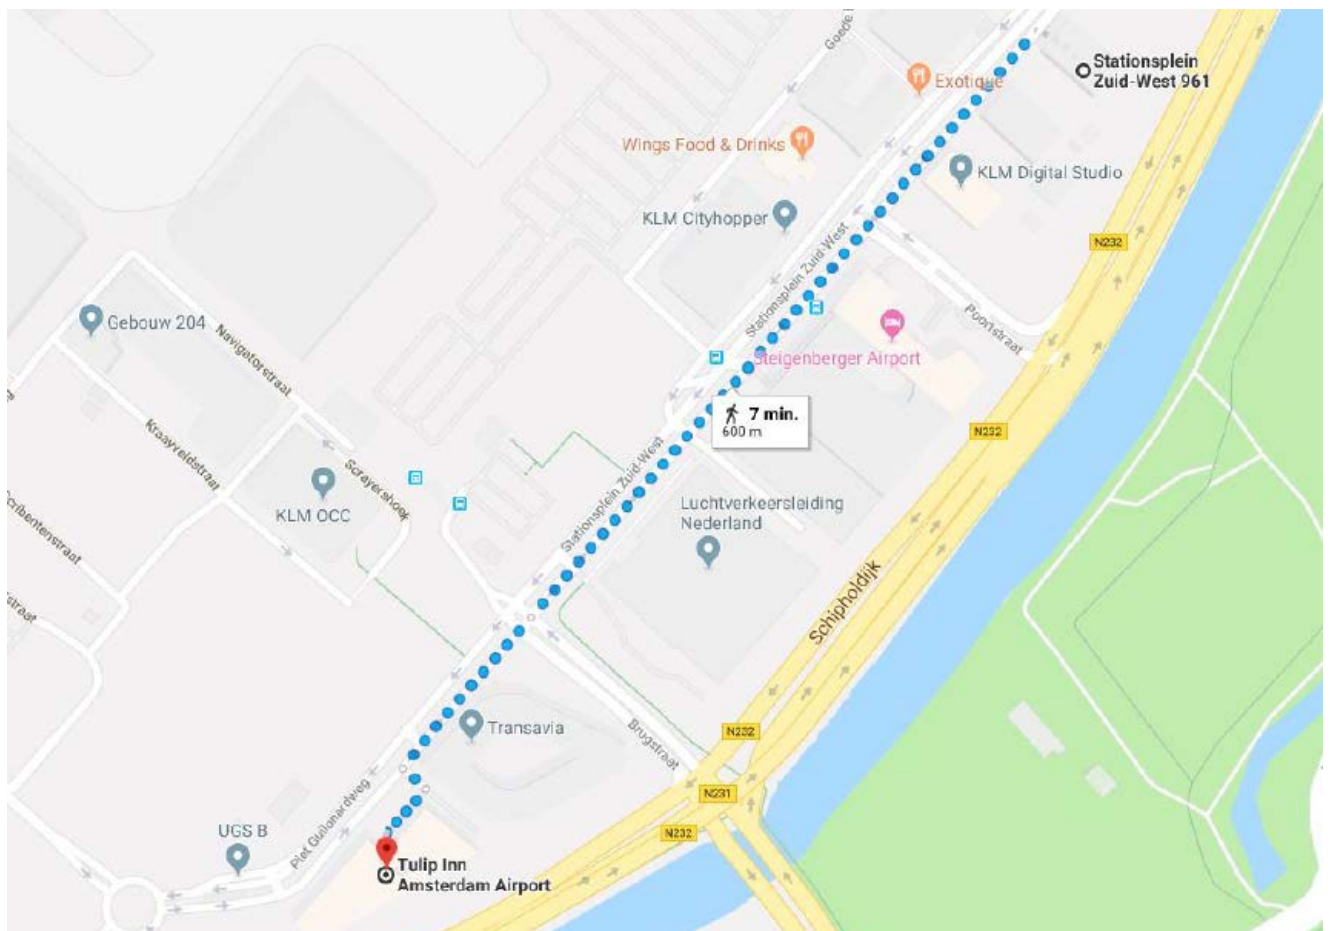 Goede
Stationsplein
Zuid-West 961
Exotique
Wings Food & Drinks
KLM Digital Studio
KLM Cityhopper
N232
Stationsplein Zuid-West
Poortstraat
Gebouw 204
Navigatorstraat
Steigenberger Airport
7 min.
600 m
N232
Kraayveldstraat
Scrayershoek
Stationsplein Zuid-West
KLM OCC
Luchtverkeersleiding
Nederland
Schipholdijk
Transavia
Brugstraat
N232
N231
Piet Guilonardweg
UGS B
N232
Tulip Inn
Amsterdam Airport